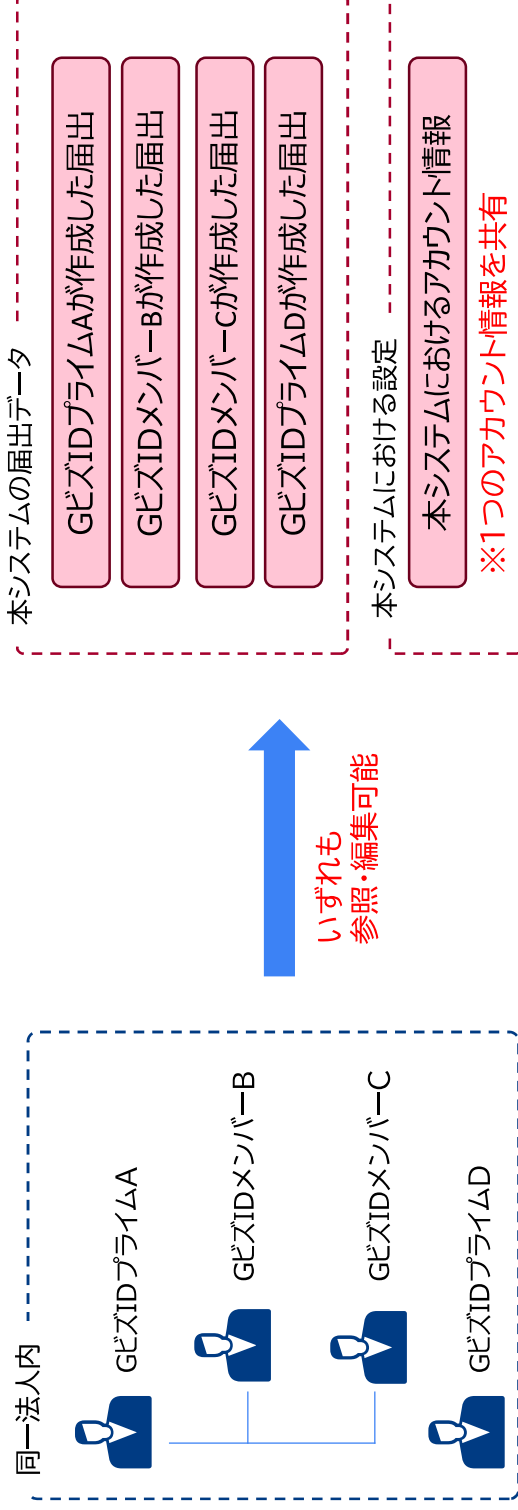 同一法人内
GビズIDプライムA
GビズIDメンバーB
GビズIDメンバーC
GビズIDプライムD
いずれも
参照・編集可能
本システムの届出データ
GビズIDプライムAが作成した届出
GビズIDメンバーBが作成した届出
GビズIDメンバーCが作成した届出
GビズIDプライムDが作成した届出
本システムにおける設定
本システムにおけるアカウント情報
※1つのアカウント情報を共有